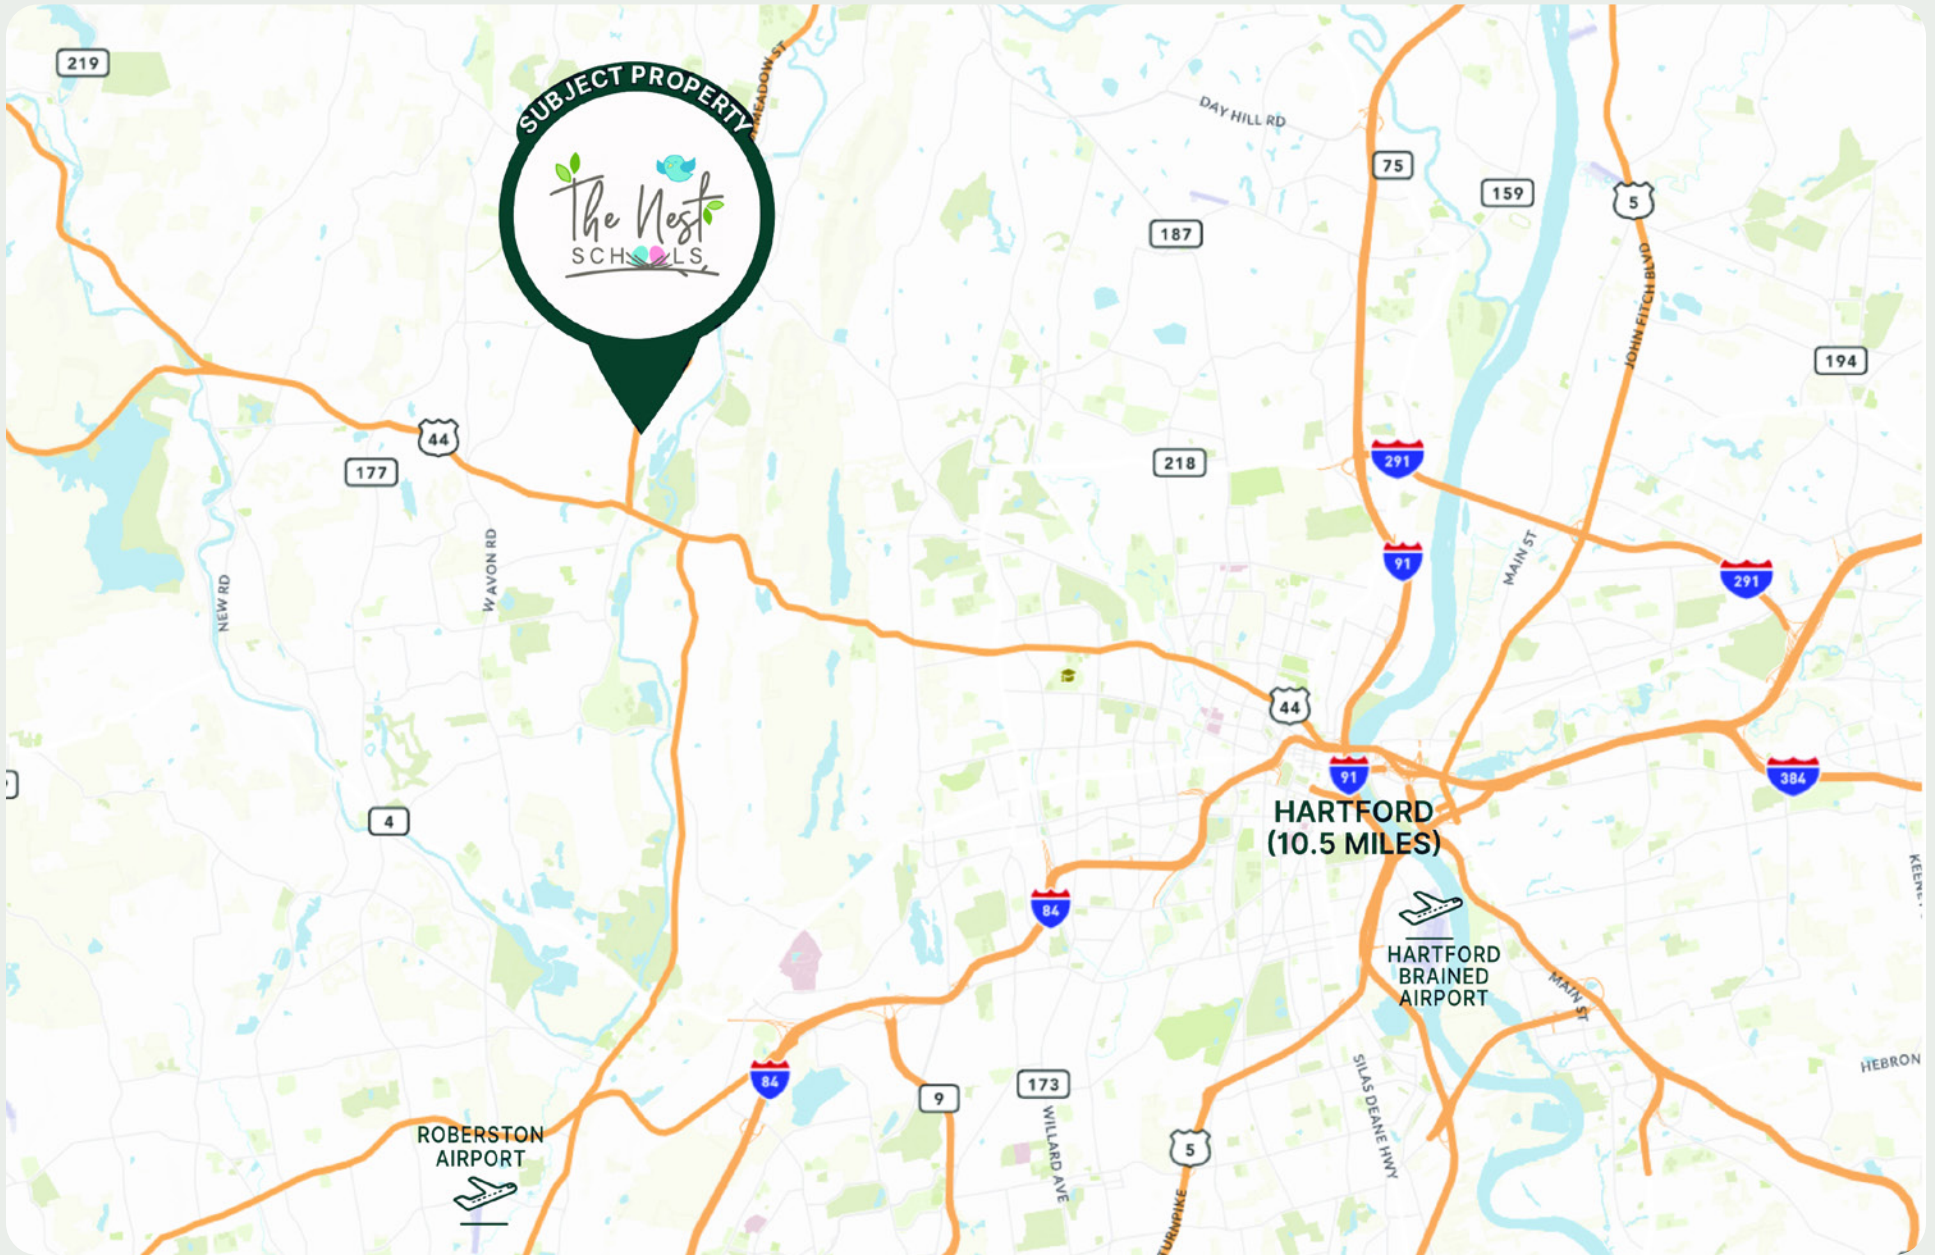 219
SUBJECT PROPERTY
MEADOW ST
The Nest
SCHOOLS
DAY HILL RD
75
159
5
187
JOHN FITCH BLVD
194
44
177
218
291
91
MAIN ST
291
W AVON RD
NEW RD
44
91
384
HARTFORD
(10.5 MILES)
4
84
HARTFORD
BRAINED
AIRPORT
MAIN ST
HEBRON
SILAS DEANE HWY
84
9
173
WILLARD AVE
ROBERSTON
AIRPORT
5
TURNPIKE